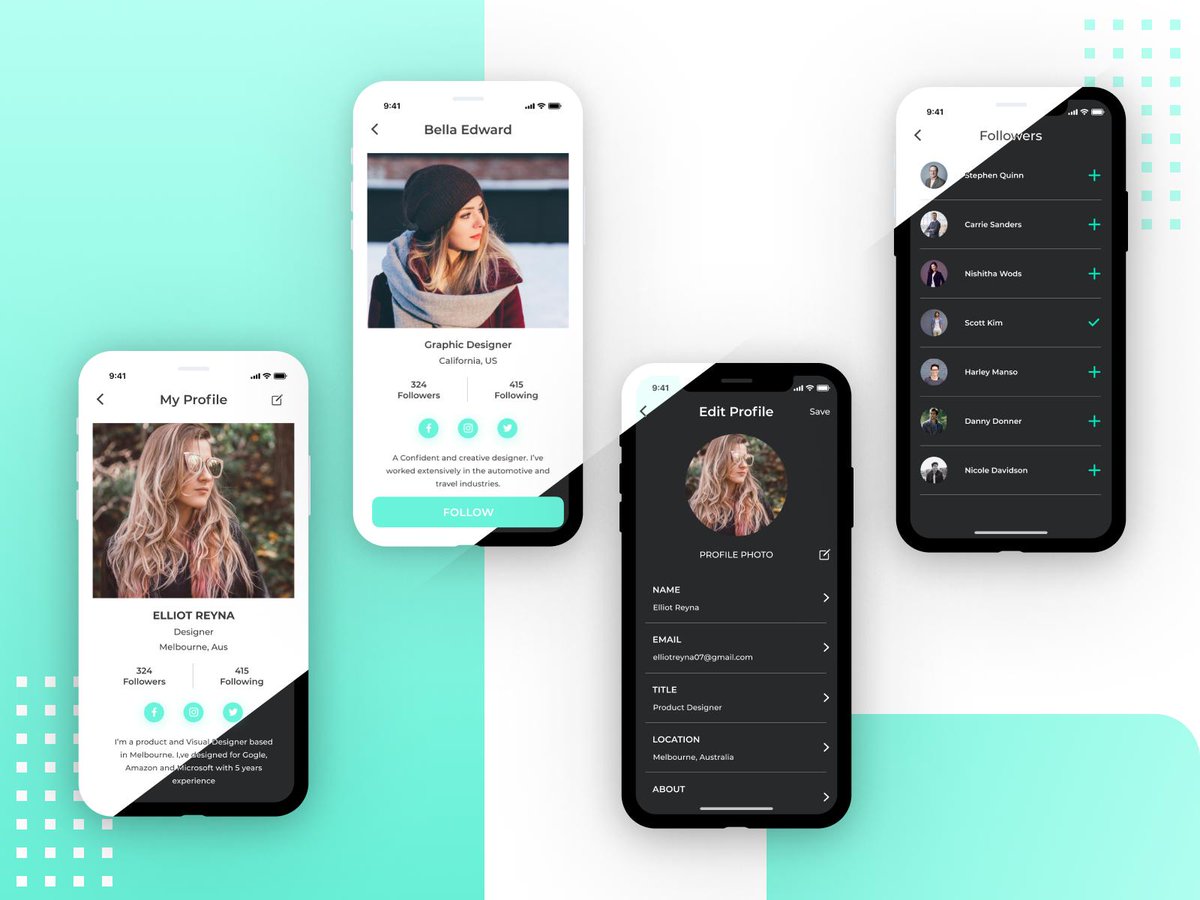 9:41
My Profile
ELLIOT REYNA
Designer
Melbourne, Aus
324
Followers
415
Following
I'm a product and Visual Designer based
in Melbourne. I,ve designed for Gogle,
Amazon and Microsoft with 5 years
experience
9:41
Bella Edward
Graphic Designer
California, US
324
Followers
415
Following
A Confident and creative designer. I've
worked extensively in the automotive and
travel industries.
FOLLOW
9:41
Edit Profile
Save
PROFILE PHOTO
NAME
Elliot Reyna
EMAIL
elliotreyna07@gmail.com
TITLE
Product Designer
LOCATION
Melbourne, Australia
ABOUT
9:41
Followers
Stephen Quinn
Carrie Sanders
Nishitha Wods
Scott Kim
Harley Manso
Danny Donner
Nicole Davidson